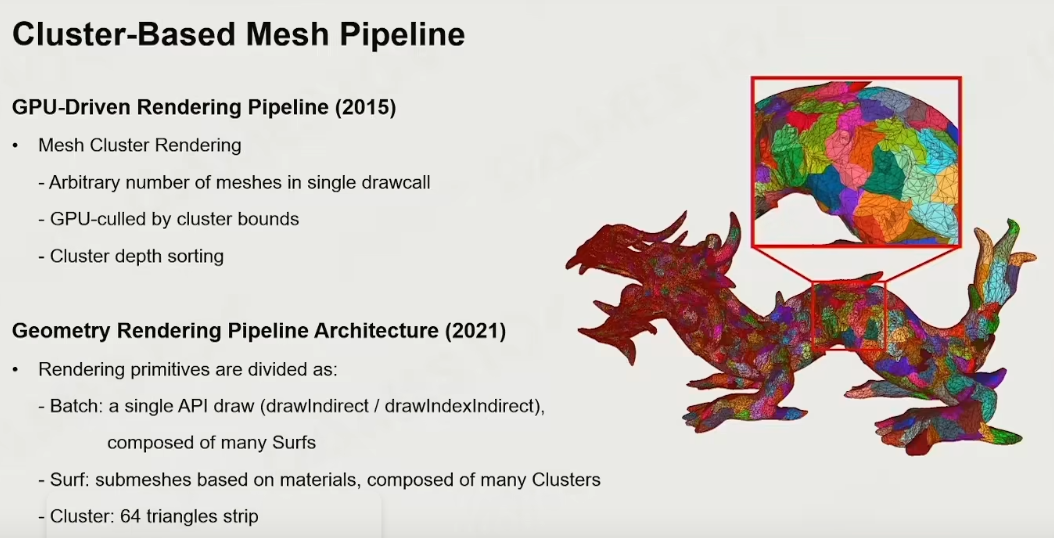 Cluster-Based Mesh Pipeline
GPU-Driven Rendering Pipeline (2015)
• Mesh Cluster Rendering
- Arbitrary number of meshes in single drawcall
- GPU-culled by cluster bounds
- Cluster depth sorting
Geometry Rendering Pipeline Architecture (2021)
• Rendering primitives are divided as:
- Batch: a single API draw (drawIndirect / drawIndexIndirect),
composed of many Surfs
- Surf: submeshes based on materials, composed of many Clusters
- Cluster: 64 triangles strip